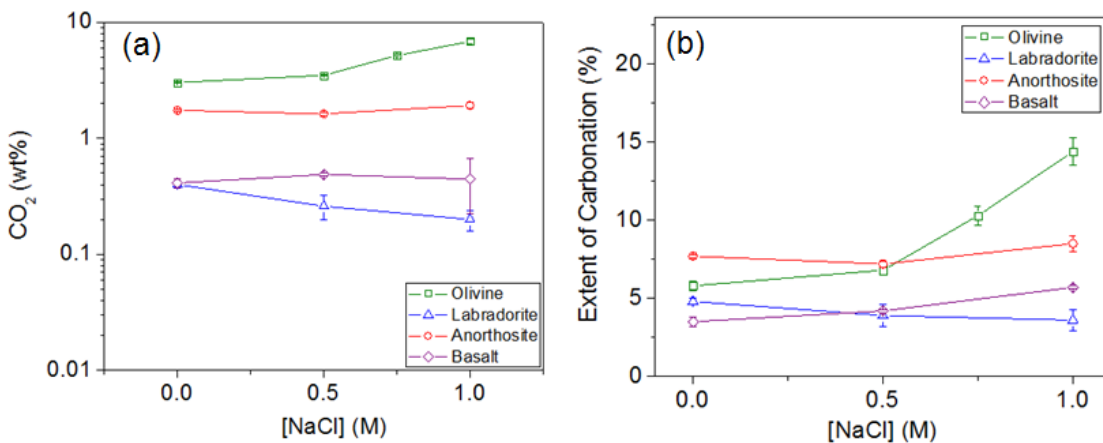 (a)
10
1
0.1
0.01
CO₂ (wt%)
Olivine
Labradorite
Anorthosite
Basalt
0.0 0.5 1.0
[NaCl] (M)
(b)
20
15
10
5
0
Extent of Carbonation (%)
Olivine
Labradorite
Anorthosite
Basalt
0.0 0.5 1.0
[NaCl] (M)